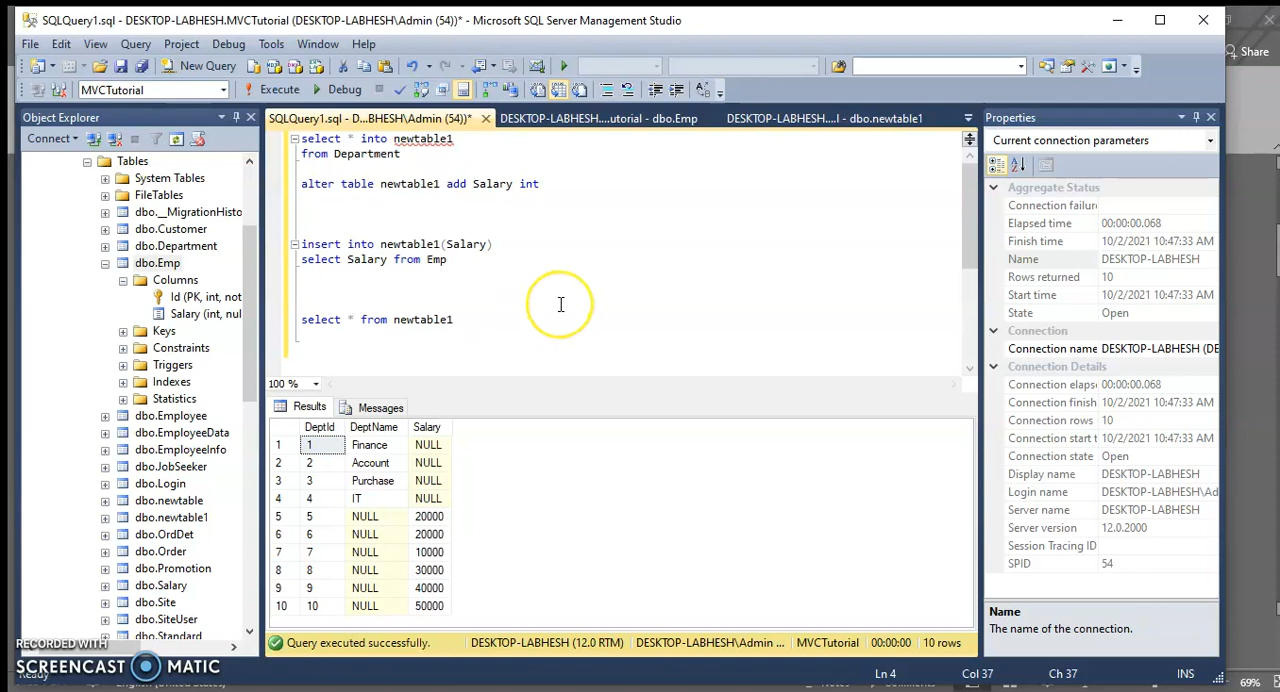 SQLQuery1.sql - DESKTOP-LABHESH.MVCTutorial (DESKTOP-LABHESH\Admin (54))* - Microsoft SQL Server Management Studio
File Edit View Query Project Debug Tools Window Help
Share
New Query
MVCTutorial Execute Debug
Object Explorer
Connect
Tables
System Tables
FileTables
dbo.__MigrationHisto
dbo.Customer
dbo.Department
dbo.Emp
Columns
Id (PK, int, not
Salary (int, nul
Keys
Constraints
Triggers
Indexes
Statistics
dbo.Employee
dbo.EmployeeData
dbo.EmployeeInfo
dbo.JobSeeker
dbo.Login
dbo.newtable
dbo.newtable1
dbo.OrdDet
dbo.Order
dbo.Promotion
dbo.Salary
dbo.Site
dbo.SiteUser
dbo.Standard
SQLQuery1.sql - D...BHESH\Admin (54))* DESKTOP-LABHESH....utorial - dbo.Emp DESKTOP-LABHESH....l - dbo.newtable1
select * into newtable1
from Department
alter table newtable1 add Salary int
insert into newtable1(Salary)
select Salary from Emp
select * from newtable1
100 %
Results Messages
DeptId DeptName Salary
1 1 Finance NULL
2 2 Account NULL
3 3 Purchase NULL
4 4 IT NULL
5 5 NULL 20000
6 6 NULL 20000
7 7 NULL 10000
8 8 NULL 30000
9 9 NULL 40000
10 10 NULL 50000
Query executed successfully. DESKTOP-LABHESH (12.0 RTM) DESKTOP-LABHESH\Admin ... MVCTutorial 00:00:00 10 rows
Properties
Current connection parameters
Aggregate Status
Connection failure
Elapsed time 00:00:00.068
Finish time 10/2/2021 10:47:33 AM
Name DESKTOP-LABHESH
Rows returned 10
Start time 10/2/2021 10:47:33 AM
State Open
Connection
Connection name DESKTOP-LABHESH (DE
Connection Details
Connection elaps 00:00:00.068
Connection finish 10/2/2021 10:47:33 AM
Connection rows 10
Connection start t 10/2/2021 10:47:33 AM
Connection state Open
Display name DESKTOP-LABHESH
Login name DESKTOP-LABHESH\Ad
Server name DESKTOP-LABHESH
Server version 12.0.2000
Session Tracing ID
SPID 54
Name
The name of the connection.
RECORDED WITH
SCREENCAST MATIC
Ready Ln 4 Col 37 Ch 37 INS
69%